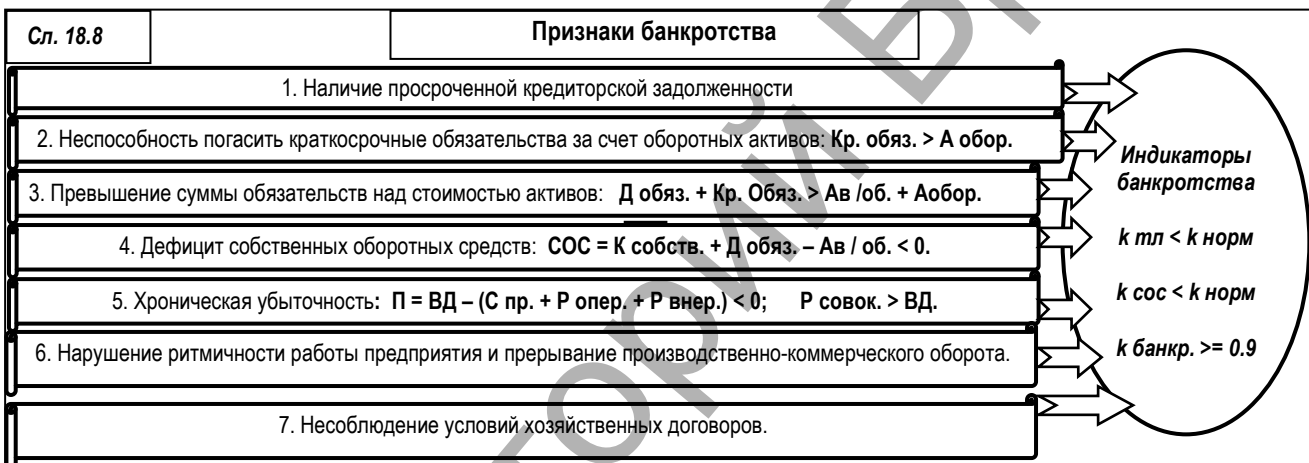 Сл. 18.8
Признаки банкротства
1. Наличие просроченной кредиторской задолженности
2. Неспособность погасить краткосрочные обязательства за счет оборотных активов: Кр. обяз. > А обор.
3. Превышение суммы обязательств над стоимостью активов: Д обяз. + Кр. Обяз. > Ав /об. + Аобор.
4. Дефицит собственных оборотных средств: СОС = К собств. + Д обяз. – Ав / об. < 0.
5. Хроническая убыточность: П = ВД – (С пр. + Р опер. + Р внер.) < 0; Р совок. > ВД.
6. Нарушение ритмичности работы предприятия и прерывание производственно-коммерческого оборота.
7. Несоблюдение условий хозяйственных договоров.
Индикаторы
банкротства
k тл < k норм
k сос < k норм
k банкр. >= 0.9